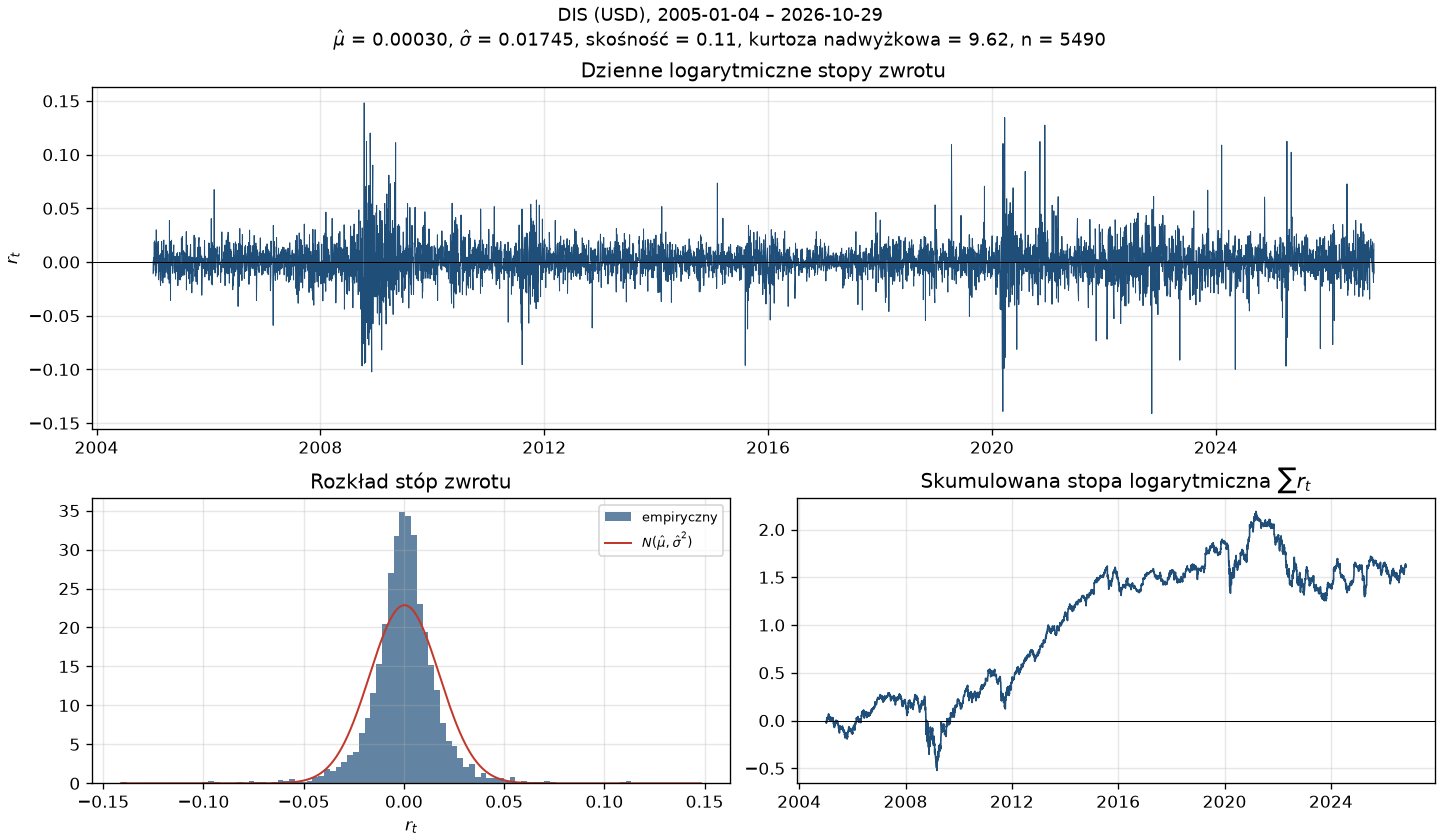 DIS (USD), 2005-01-04 – 2026-10-29
μ̂ = 0.00030, σ̂ = 0.01745, skośność = 0.11, kurtoza nadwyżkowa = 9.62, n = 5490
Dzienne logarytmiczne stopy zwrotu
0.15
0.10
0.05
0.00
−0.05
−0.10
−0.15
r_t
2004 2008 2012 2016 2020 2024
Rozkład stóp zwrotu
35
30
25
20
15
10
5
0
empiryczny
N(μ̂, σ̂²)
−0.15 −0.10 −0.05 0.00 0.05 0.10 0.15
r_t
Skumulowana stopa logarytmiczna ∑r_t
2.0
1.5
1.0
0.5
0.0
−0.5
2004 2008 2012 2016 2020 2024